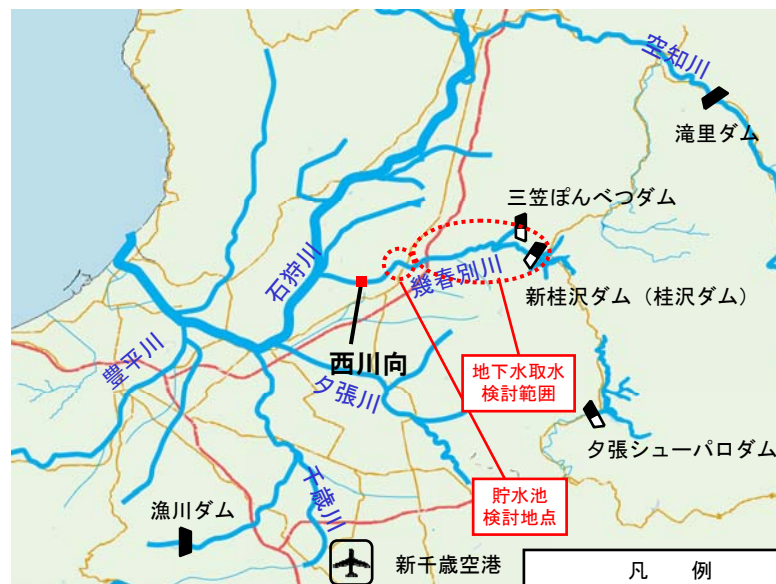 空知川
滝里ダム
三笠ぽんべつダム
石狩川
幾春別川
新桂沢ダム（桂沢ダム）
西川向
豊平川
夕張川
地下水取水
検討範囲
夕張シューパロダム
千歳川
貯水池
検討地点
漁川ダム
新千歳空港
凡 例